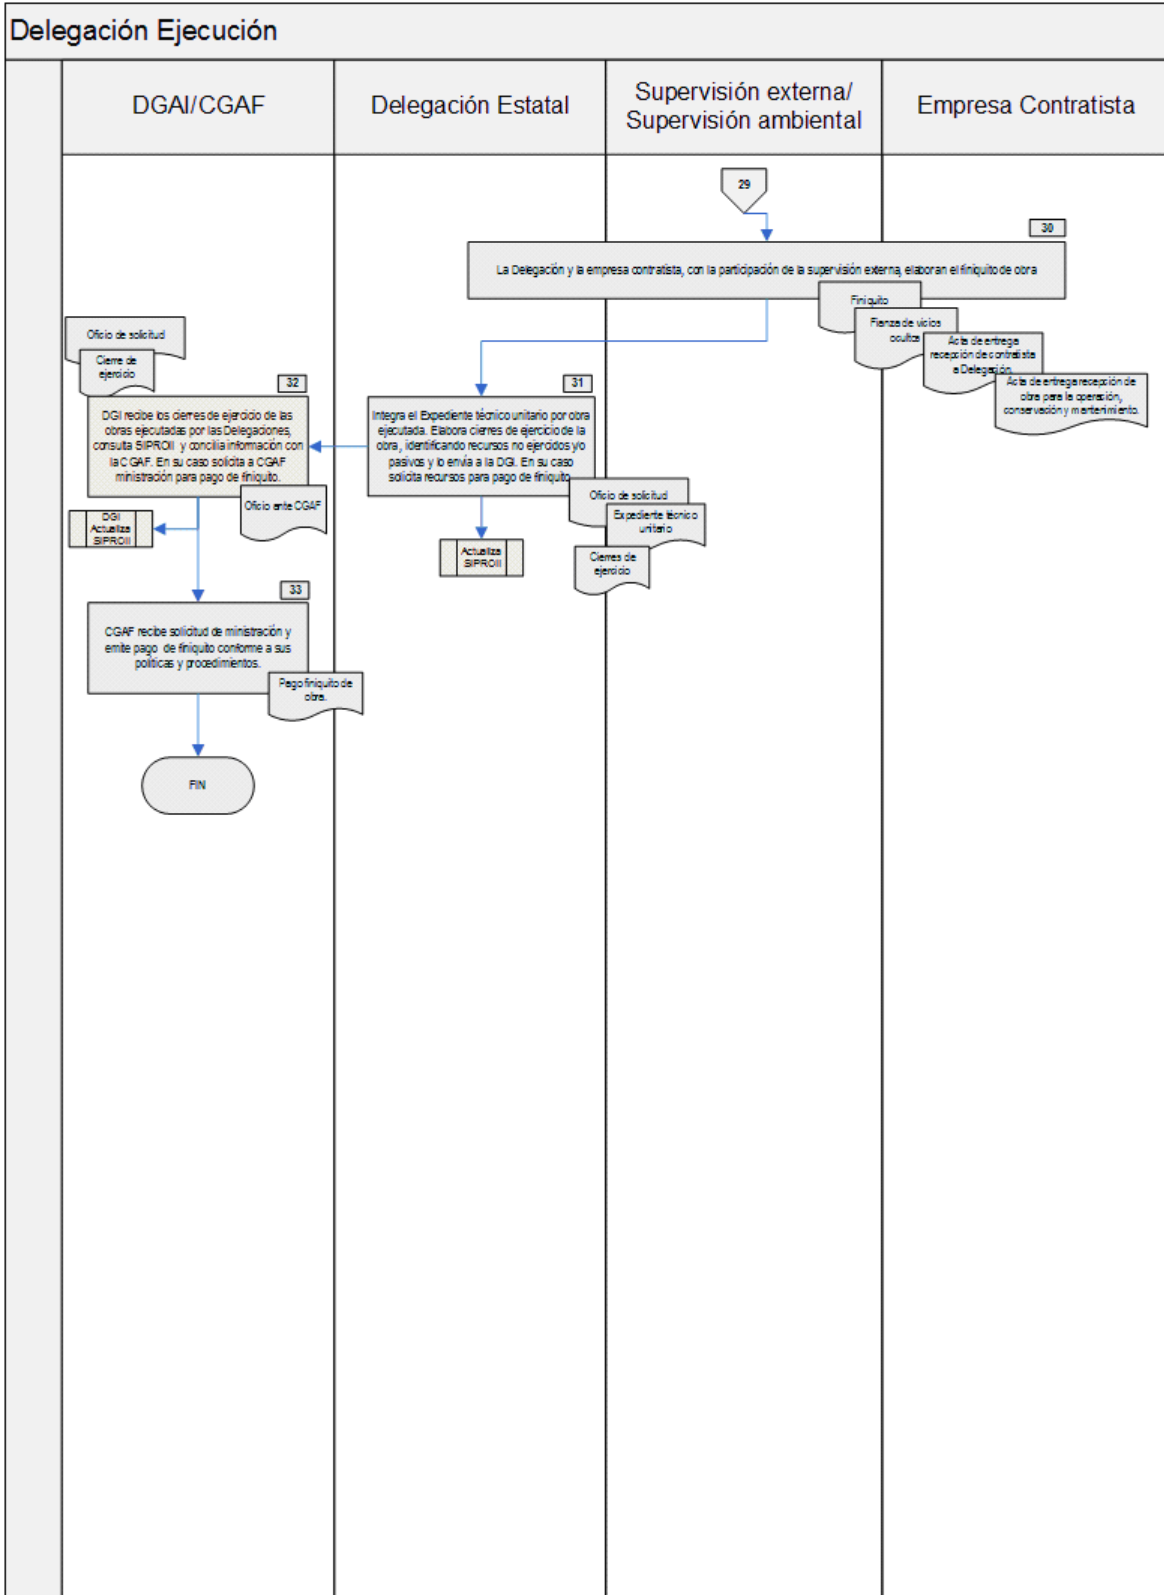 Delegación Ejecución
DGAI/CGAF
Delegación Estatal
Supervisión externa/
Supervisión ambiental
Empresa Contratista
29
30
La Delegación y la empresa contratista, con la participación de la supervisión externa, elaboran el finiquito de obra
Finiquito
Fianza de vicios
ocultos
Acta de entrega
recepción de contratista
a Delegación.
Acta de entrega recepción de
obra para la operación,
conservación y mantenimiento.
31
Integra el Expediente técnico unitario por obra
ejecutada. Elabora cierres de ejercicio de la
obra, identificando recursos no ejercidos y/o
pasivos y lo envía a la DGI. En su caso
solicita recursos para pago de finiquito.
Oficio de solicitud
Expediente técnico
unitario
Cierres de
ejercicio
Actualiza
SIPROII
Oficio de solicitud
Cierre de
ejercicio
32
DGI recibe los cierres de ejercicio de las
obras ejecutadas por las Delegaciones,
consulta SIPROII y concilia información con
la CGAF. En su caso solicita a CGAF
ministración para pago de finiquito.
Oficio ante CGAF
DGI
Actualiza
SIPROII
33
CGAF recibe solicitud de ministración y
emite pago de finiquito conforme a sus
políticas y procedimientos.
Pago finiquito de
obra.
FIN